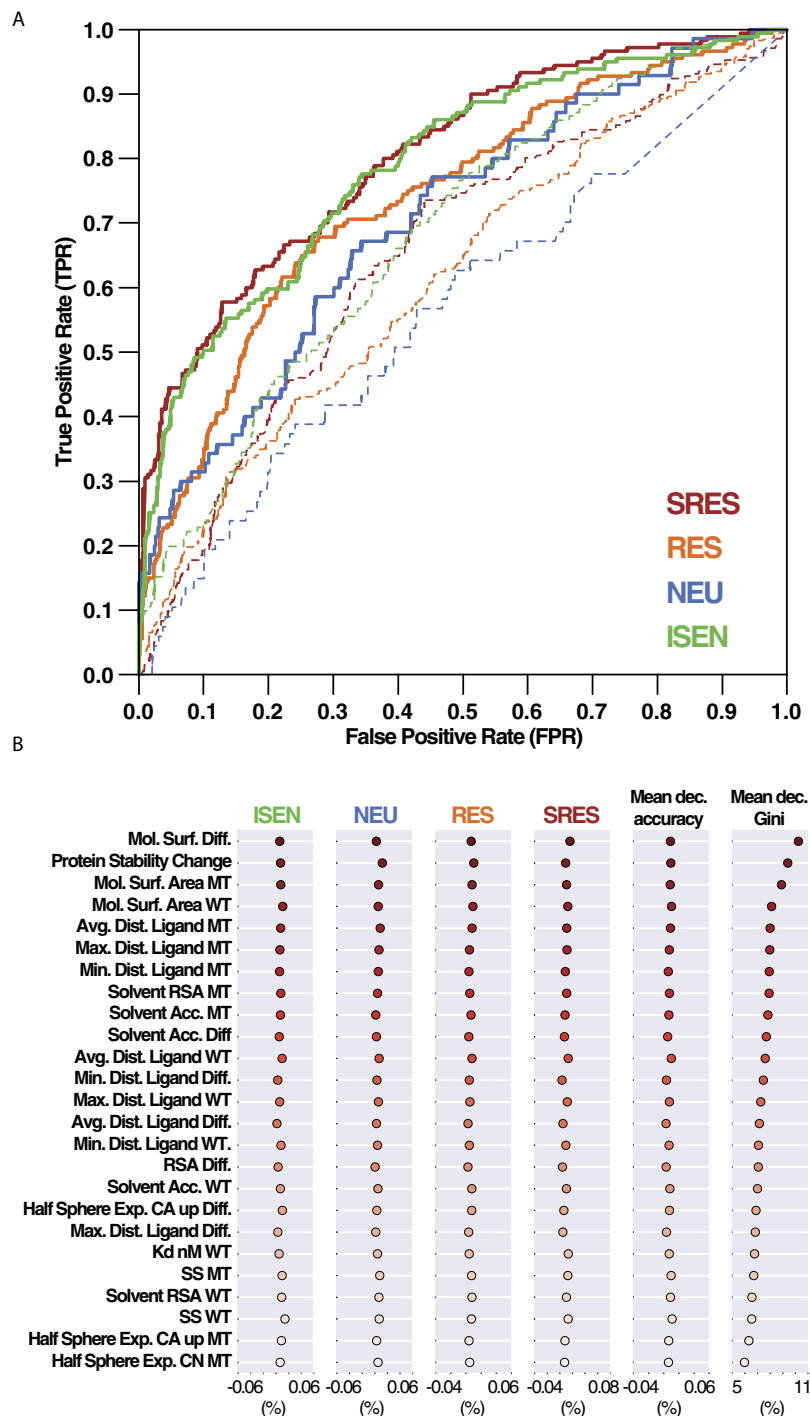 A
1.0
0.9
0.8
0.7
0.6
0.5
0.4
0.3
0.2
0.1
0.0
True Positive Rate (TPR)
SRES
RES
NEU
ISEN
0.0 0.1 0.2 0.3 0.4 0.5 0.6 0.7 0.8 0.9 1.0
False Positive Rate (FPR)
B
ISEN NEU RES SRES Mean dec. accuracy Mean dec. Gini
Mol. Surf. Diff.
Protein Stability Change
Mol. Surf. Area MT
Mol. Surf. Area WT
Avg. Dist. Ligand MT
Max. Dist. Ligand MT
Min. Dist. Ligand MT
Solvent RSA MT
Solvent Acc. MT
Solvent Acc. Diff
Avg. Dist. Ligand WT
Min. Dist. Ligand Diff.
Max. Dist. Ligand WT
Avg. Dist. Ligand Diff.
Min. Dist. Ligand WT.
RSA Diff.
Solvent Acc. WT
Half Sphere Exp. CA up Diff.
Max. Dist. Ligand Diff.
Kd nM WT
SS MT
Solvent RSA WT
SS WT
Half Sphere Exp. CA up MT
Half Sphere Exp. CN MT
-0.06 0.06 -0.06 0.06 -0.04 0.06 -0.04 0.08 -0.04 0.06 5 11
(%) (%) (%) (%) (%) (%)